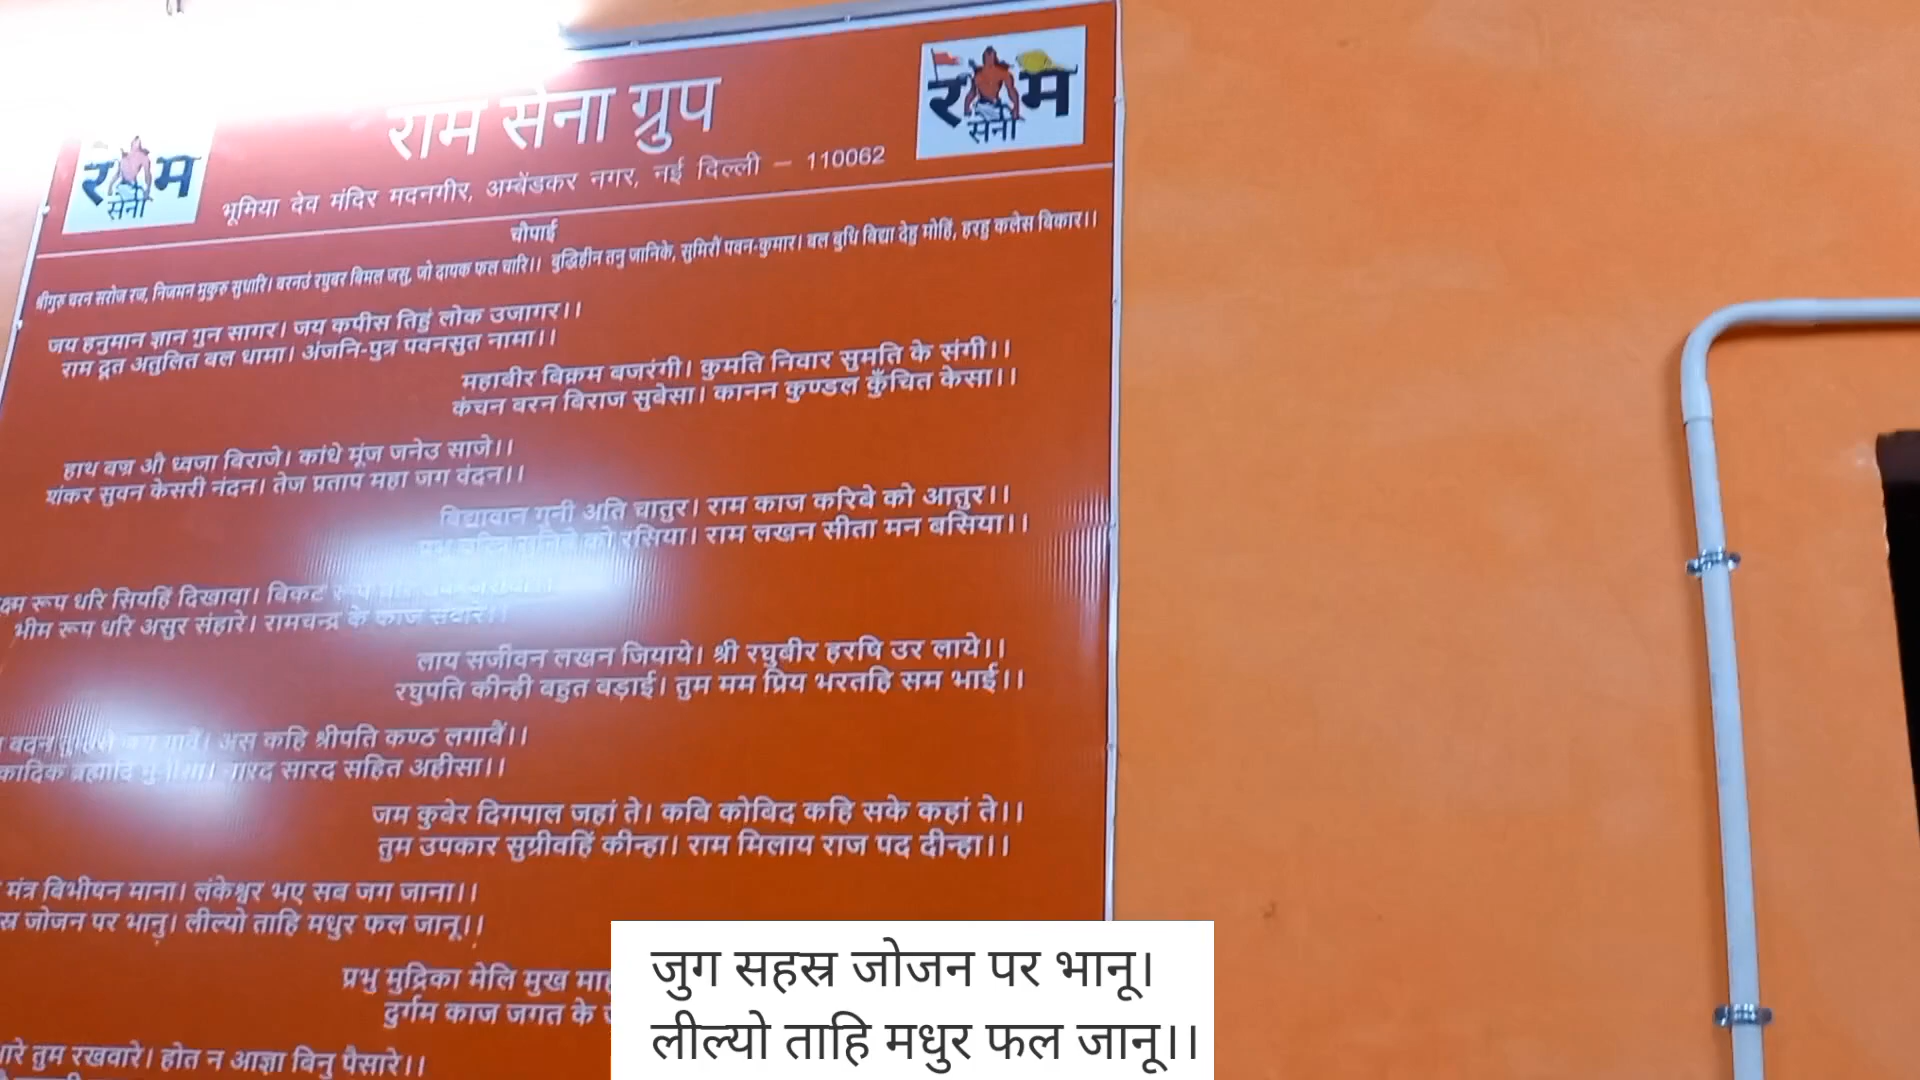 राम सेना ग्रुप
राम
सेना
राम
सेना
भूमिया देव मंदिर मदनगीर, अम्बेंडकर नगर, नई दिल्ली – 110062
चौपाई
श्रीगुरु चरन सरोज रज, निजमन मुकुरु सुधारि। बरनउं रघुबर बिमल जसु, जो दायक फल चारि।। बुद्धिहीन तनु जानिके, सुमिरौं पवन-कुमार। बल बुधि विद्या देहु मोहिं, हरहु कलेस बिकार।।
जय हनुमान ज्ञान गुन सागर। जय कपीस तिहुं लोक उजागर।।
राम दूत अतुलित बल धामा। अंजनि-पुत्र पवनसुत नामा।।
महाबीर बिक्रम बजरंगी। कुमति निवार सुमति के संगी।।
कंचन बरन बिराज सुबेसा। कानन कुण्डल कुँचित केसा।।
हाथ बज्र औ ध्वजा बिराजे। कांधे मूंज जनेउ साजे।।
शंकर सुवन केसरी नंदन। तेज प्रताप महा जग वंदन।।
बिद्यावान गुनी अति चातुर। राम काज करिबे को आतुर।।
को रसिया। राम लखन सीता मन बसिया।।
रूप धरि सियहिं दिखावा। बिकट
भीम रूप धरि असुर संहारे। रामचन्द्र के काज संवारे।।
लाय सजीवन लखन जियाये। श्री रघुबीर हरषि उर लाये।।
रघुपति कीन्ही बहुत बड़ाई। तुम मम प्रिय भरतहि सम भाई।।
बदन अस कहि श्रीपति कण्ठ लगावैं।।
नारद सारद सहित अहीसा।।
जम कुबेर दिगपाल जहां ते। कवि कोबिद कहि सके कहां ते।।
तुम उपकार सुग्रीवहिं कीन्हा। राम मिलाय राज पद दीन्हा।।
मंत्र बिभीषन माना। लंकेश्वर भए सब जग जाना।।
जोजन पर भानु। लील्यो ताहि मधुर फल जानू।।
प्रभु मुद्रिका मेलि मुख
दुर्गम काज जगत के
तुम रखवारे। होत न आज्ञा बिनु पैसारे।।
जुग सहस्र जोजन पर भानू।
लील्यो ताहि मधुर फल जानू।।